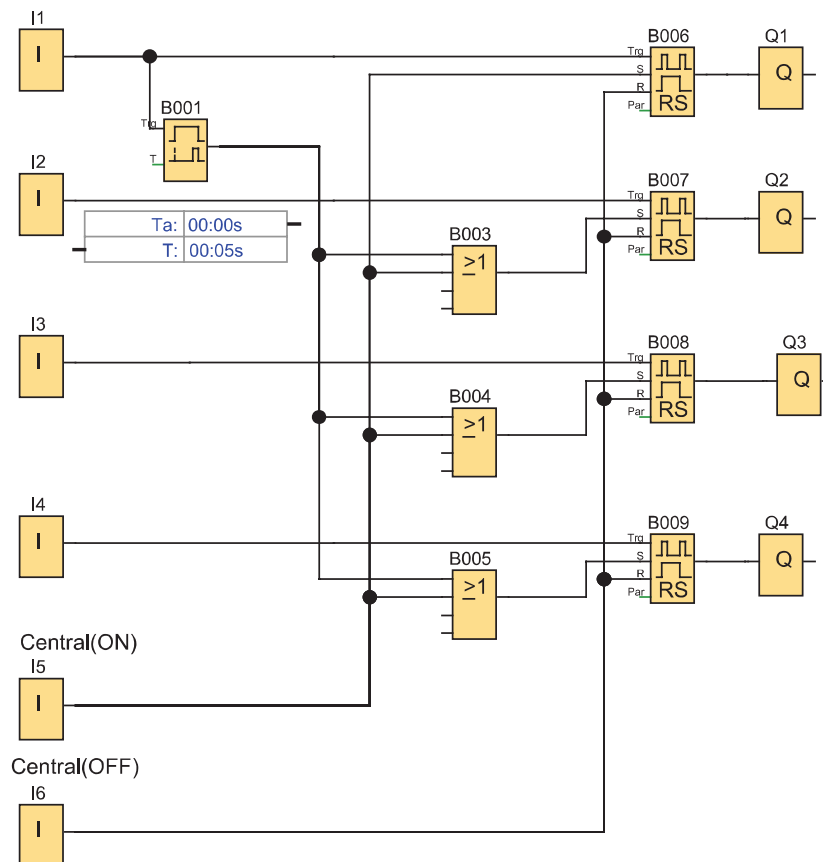 I1
I
B001
Trg
T
B006
Trg
S
R
Par
RS
Q1
Q
I2
I
Ta: 00:00s
T: 00:05s
B003
≥1
B007
Trg
S
R
Par
RS
Q2
Q
I3
I
B004
≥1
B008
Trg
S
R
Par
RS
Q3
Q
I4
I
B005
≥1
B009
Trg
S
R
Par
RS
Q4
Q
Central(ON)
I5
I
Central(OFF)
I6
I